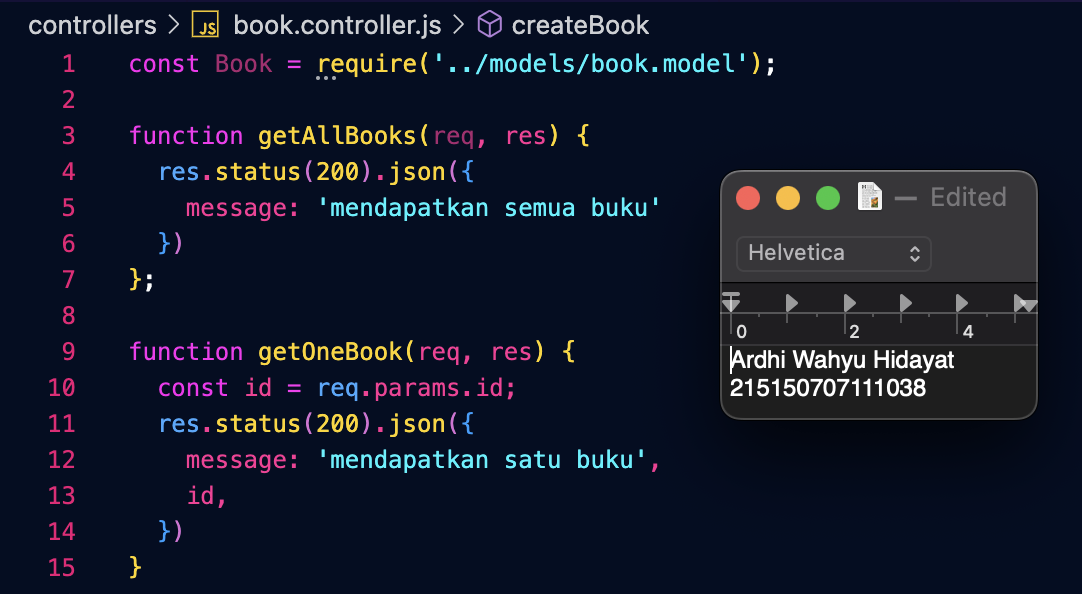 controllers > JS book.controller.js > createBook
1 const Book = require('../models/book.model');
2
3 function getAllBooks(req, res) {
4 res.status(200).json({
5 message: 'mendapatkan semua buku'
6 })
7 };
8
9 function getOneBook(req, res) {
10 const id = req.params.id;
11 res.status(200).json({
12 message: 'mendapatkan satu buku',
13 id,
14 })
15 }
— Edited
Helvetica
0 2 4
Ardhi Wahyu Hidayat
215150707111038